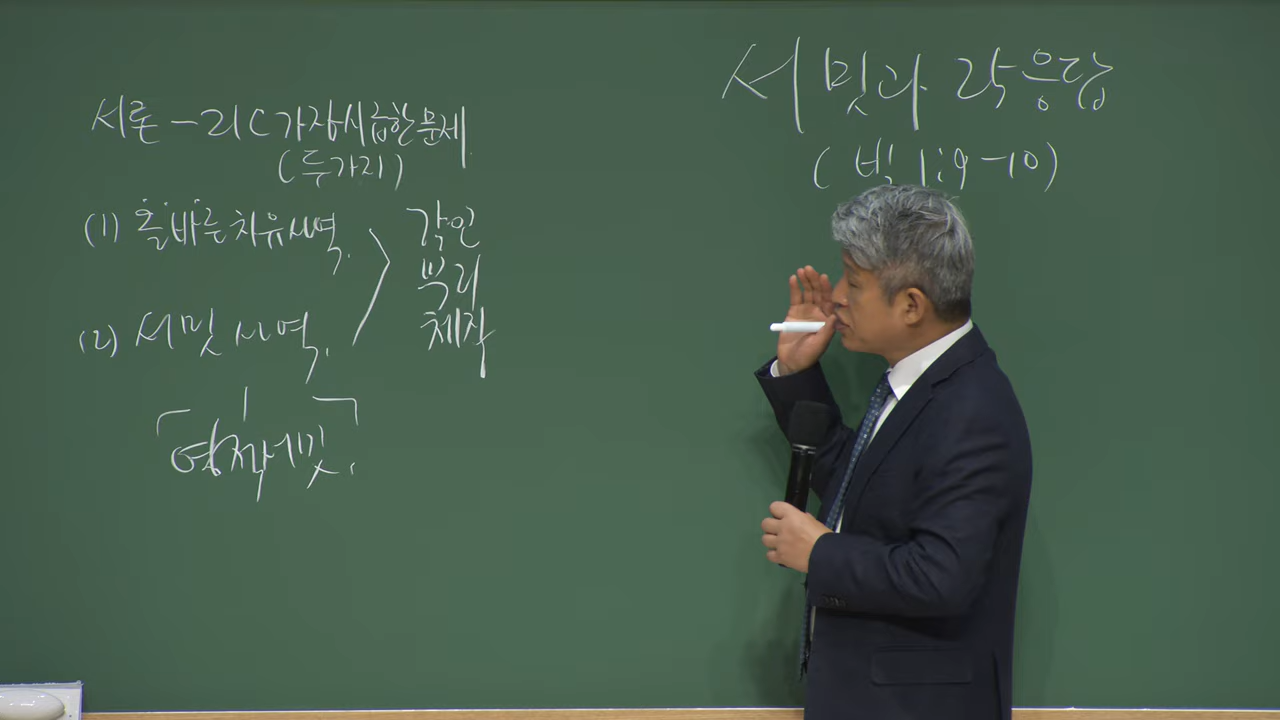 서밋과 각 응답
(빌 1:9-10)
서론 - 21C 가장시급한 문제
(두가지)
(1) 올바른 치유사역.
(2) 서밋 사역.
각인
뿌리
체질
영적서밋.